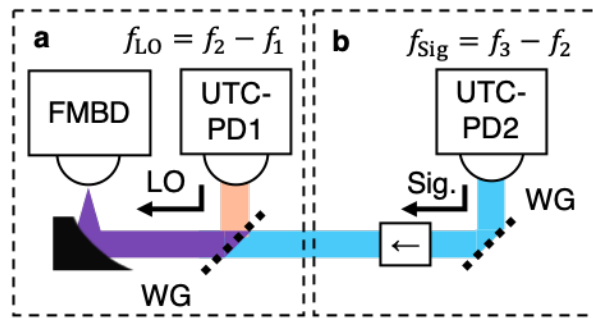 a
f_LO = f_2 − f_1
FMBD
UTC-
PD1
LO
WG
b
f_Sig = f_3 − f_2
UTC-
PD2
Sig.
WG
←